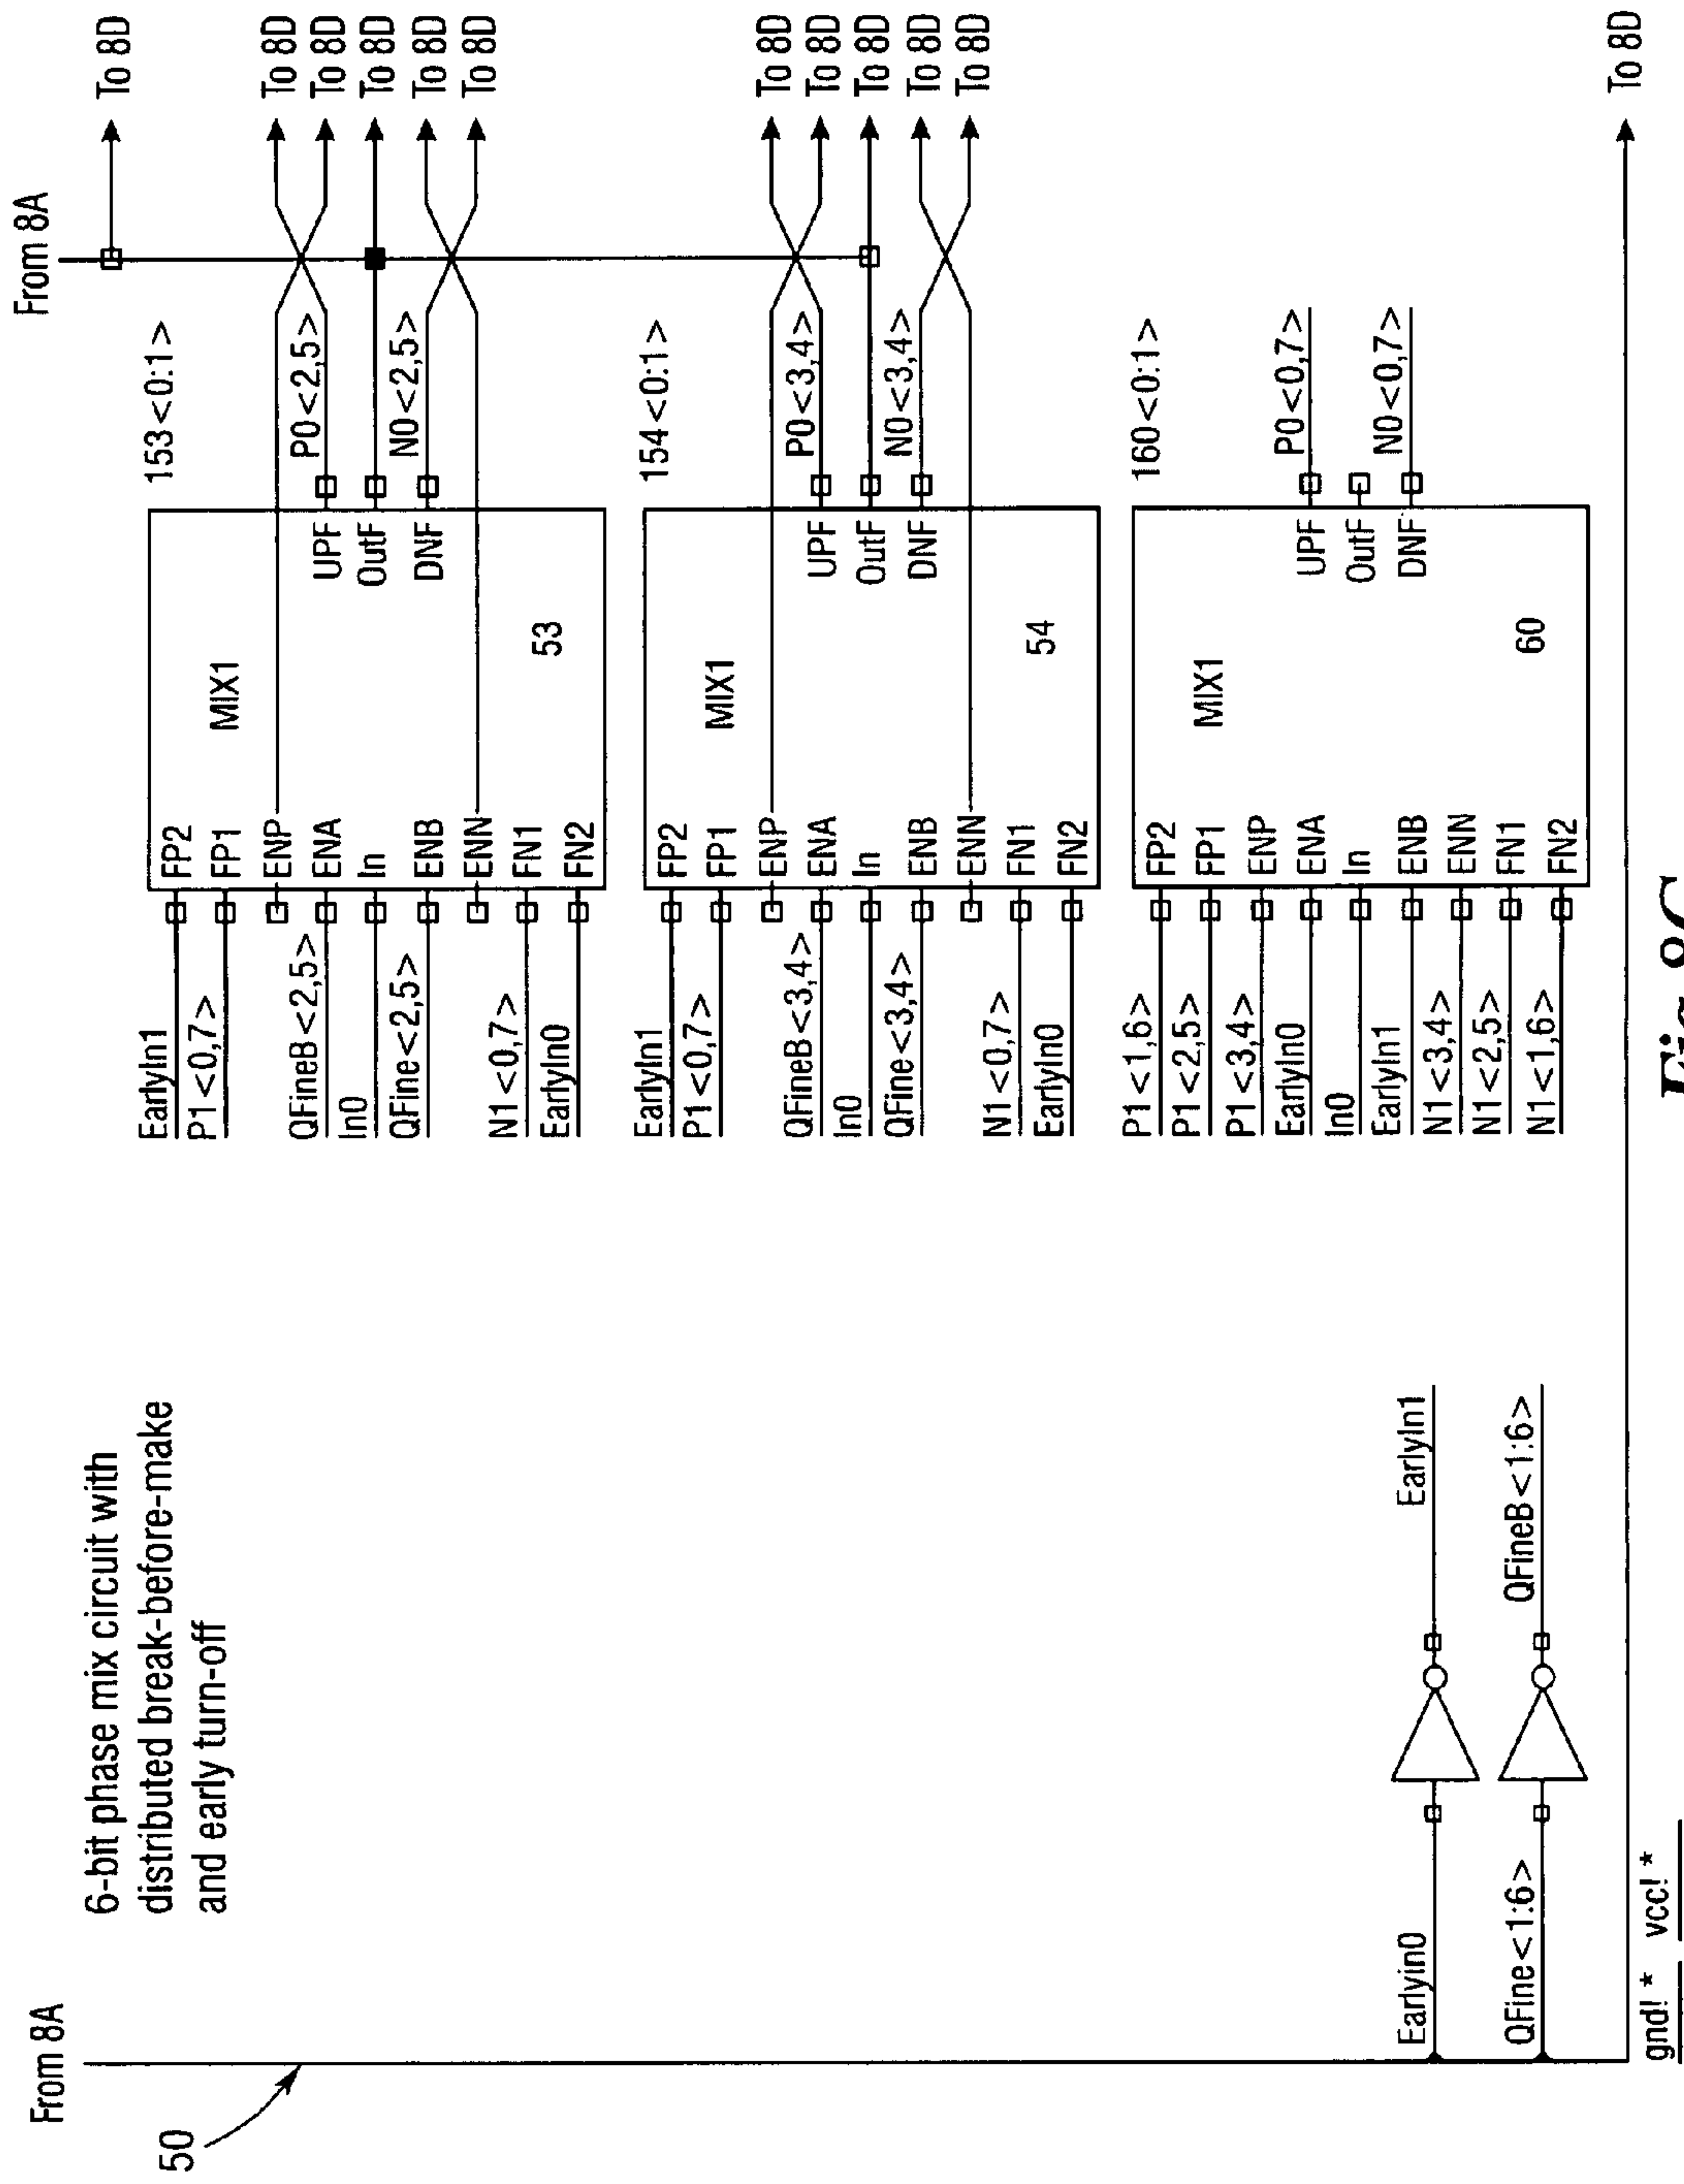 From 8A
50
6-bit phase mix circuit with
distributed break-before-make
and early turn-off
From 8A
To 8D
153<0:1>
EarlyIn1
P1<0,7>
QFineB<2,5>
In0
QFine<2,5>
N1<0,7>
EarlyIn0
FP2
FP1
ENP
ENA
In
ENB
ENN
FN1
FN2
MIX1
53
UPF
OutF
DNF
P0<2,5>
N0<2,5>
To 8D
To 8D
To 8D
To 8D
To 8D
154<0:1>
EarlyIn1
P1<0,7>
QFineB<3,4>
In0
QFine<3,4>
N1<0,7>
EarlyIn0
FP2
FP1
ENP
ENA
In
ENB
ENN
FN1
FN2
MIX1
54
UPF
OutF
DNF
P0<3,4>
N0<3,4>
To 8D
To 8D
To 8D
To 8D
To 8D
160<0:1>
P1<1,6>
P1<2,5>
P1<3,4>
EarlyIn0
In0
EarlyIn1
N1<3,4>
N1<2,5>
N1<1,6>
FP2
FP1
ENP
ENA
In
ENB
ENN
FN1
FN2
MIX1
60
UPF
OutF
DNF
P0<0,7>
N0<0,7>
Earlyin0
EarlyIn1
QFine<1:6>
QFineB<1:6>
To 8D
gnd! * vcc! *
Fig. 8C